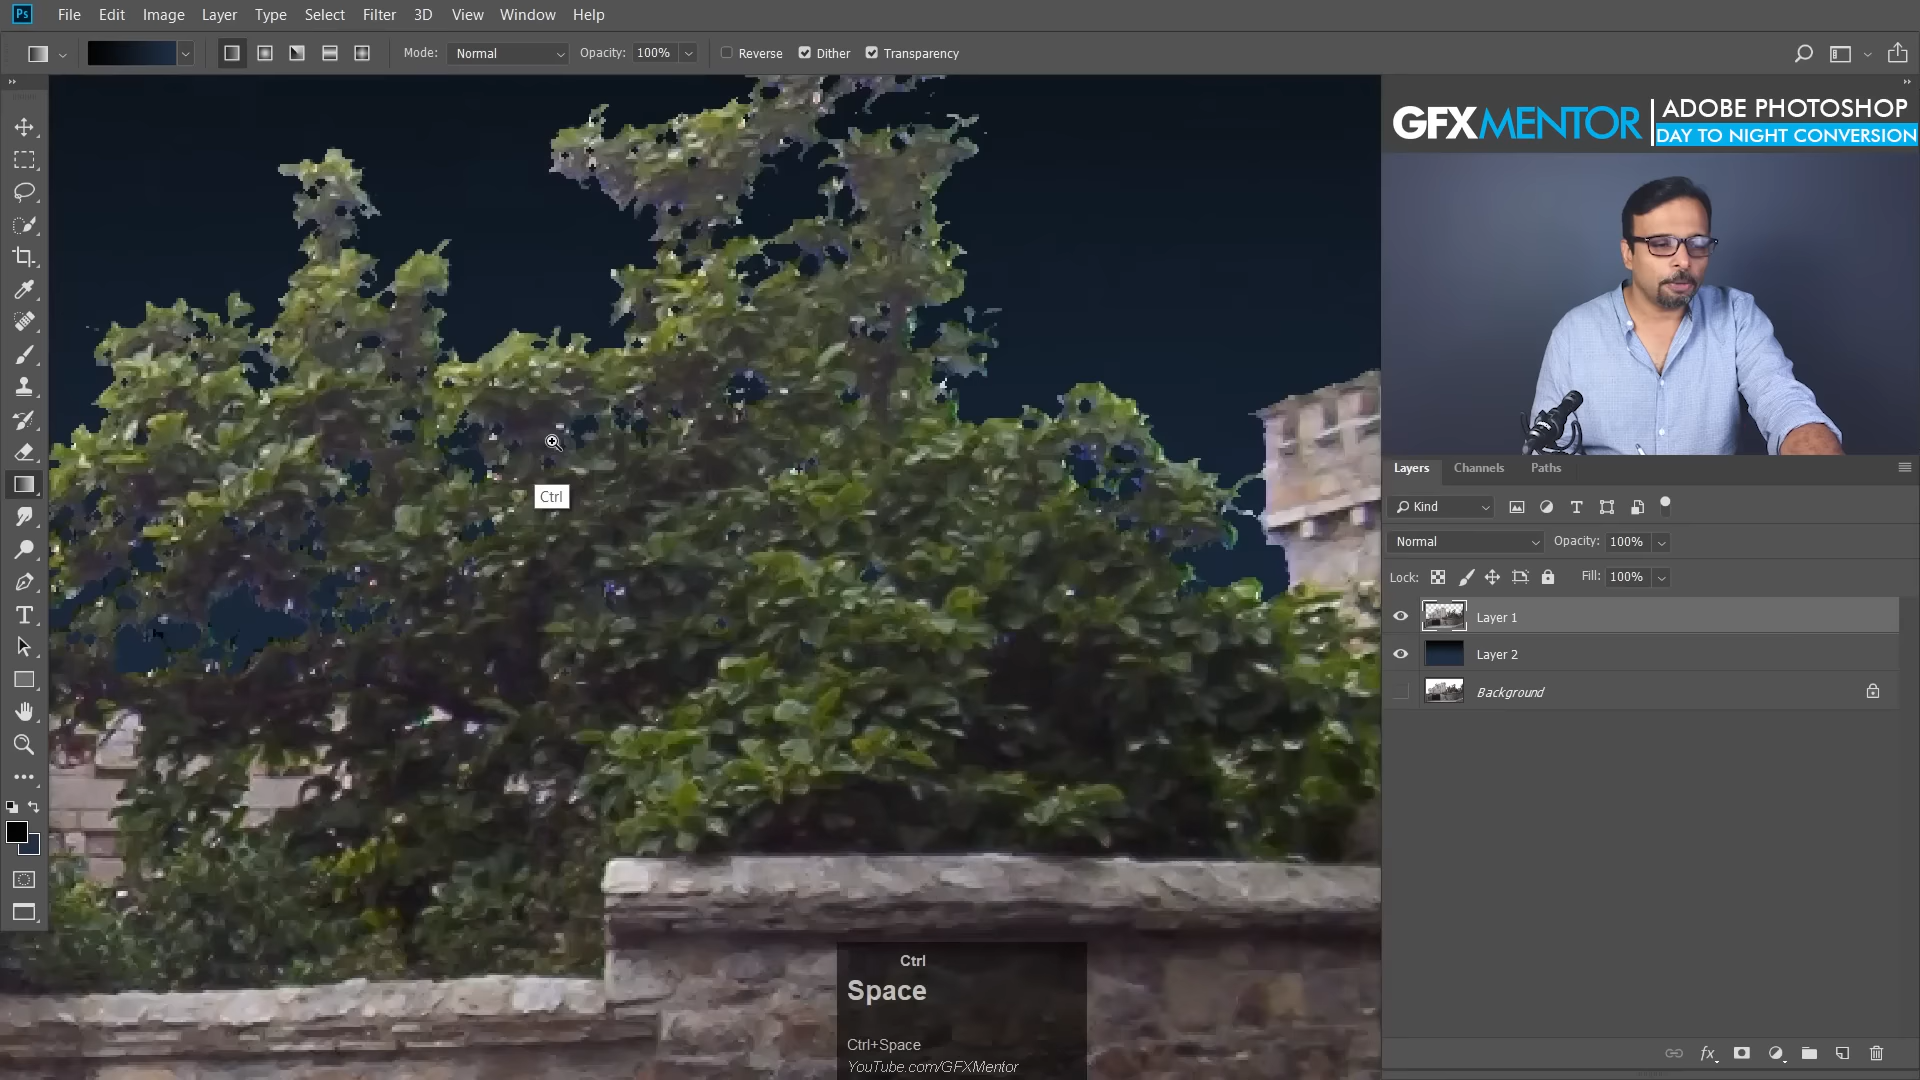 Ps File Edit Image Layer Type Select Filter 3D View Window Help
Mode: Normal Opacity: 100% Reverse Dither Transparency
GFXMENTOR ADOBE PHOTOSHOP
DAY TO NIGHT CONVERSION
Layers Channels Paths
Kind
Normal Opacity: 100%
Lock: Fill: 100%
Layer 1
Layer 2
Background
fx
Ctrl
Ctrl
Space
Ctrl+Space
YouTube.com/GFXMentor